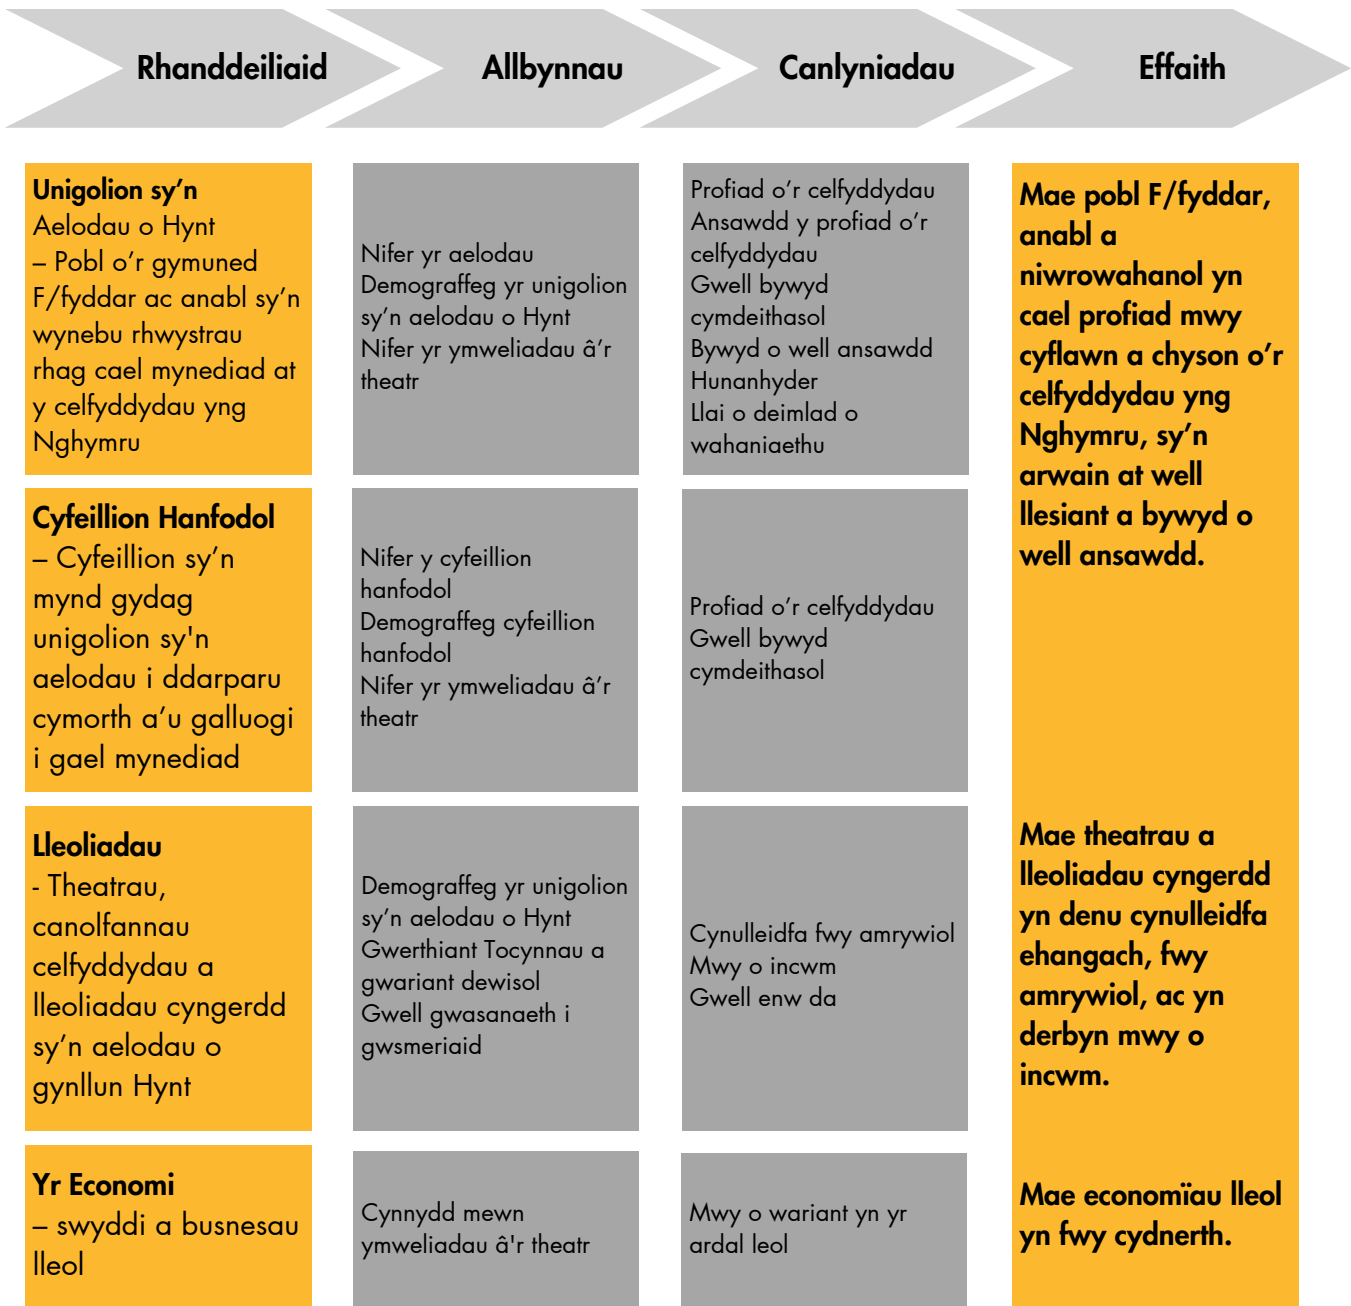 Rhanddeiliaid
Allbynnau
Canlyniadau
Effaith
Unigolion sy’n
Aelodau o Hynt
– Pobl o’r gymuned
F/fyddar ac anabl sy’n
wynebu rhwystrau
rhag cael mynediad at
y celfyddydau yng
Nghymru
Nifer yr aelodau
Demograffeg yr unigolion
sy’n aelodau o Hynt
Nifer yr ymweliadau â’r
theatr
Profiad o’r celfyddydau
Ansawdd y profiad o’r
celfyddydau
Gwell bywyd
cymdeithasol
Bywyd o well ansawdd
Hunanhyder
Llai o deimlad o
wahaniaethu
Mae pobl F/fyddar,
anabl a
niwrowahanol yn
cael profiad mwy
cyflawn a chyson o’r
celfyddydau yng
Nghymru, sy’n
arwain at well
llesiant a bywyd o
well ansawdd.
Cyfeillion Hanfodol
– Cyfeillion sy’n
mynd gydag
unigolion sy'n
aelodau i ddarparu
cymorth a’u galluogi
i gael mynediad
Nifer y cyfeillion
hanfodol
Demograffeg cyfeillion
hanfodol
Nifer yr ymweliadau â’r
theatr
Profiad o’r celfyddydau
Gwell bywyd
cymdeithasol
Lleoliadau
- Theatrau,
canolfannau
celfyddydau a
lleoliadau cyngerdd
sy’n aelodau o
gynllun Hynt
Demograffeg yr unigolion
sy’n aelodau o Hynt
Gwerthiant Tocynnau a
gwariant dewisol
Gwell gwasanaeth i
gwsmeriaid
Cynulleidfa fwy amrywiol
Mwy o incwm
Gwell enw da
Mae theatrau a
lleoliadau cyngerdd
yn denu cynulleidfa
ehangach, fwy
amrywiol, ac yn
derbyn mwy o
incwm.
Yr Economi
– swyddi a busnesau
lleol
Cynnydd mewn
ymweliadau â'r theatr
Mwy o wariant yn yr
ardal leol
Mae economïau lleol
yn fwy cydnerth.